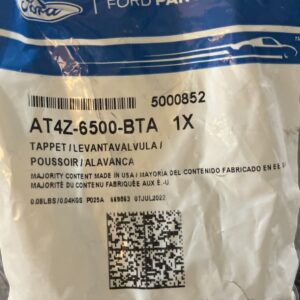 Ford
FORD PAR
5000852
AT4Z-6500-BTA 1X
TAPPET/LEVANTAVALVULA/
POUSSOIR/ALAVANCA
MAJORITY CONTENT MADE IN USA/MAYORIA DEL CONTENIDO FABRICADO EN EE
MAJORITÉ DU CONTENU FABRIQUÉE AUX É.-U.
0.08LBS/0.04KGS P025A 07JUL2022